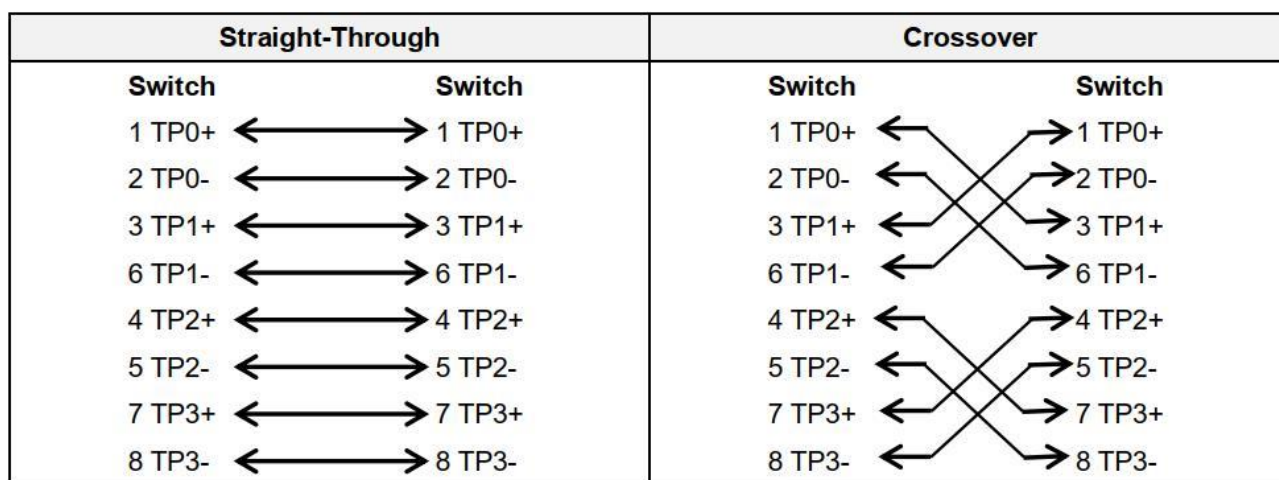 Straight-Through Crossover
Switch Switch Switch Switch
1 TP0+ 1 TP0+ 1 TP0+ 1 TP0+
2 TP0- 2 TP0- 2 TP0- 2 TP0-
3 TP1+ 3 TP1+ 3 TP1+ 3 TP1+
6 TP1- 6 TP1- 6 TP1- 6 TP1-
4 TP2+ 4 TP2+ 4 TP2+ 4 TP2+
5 TP2- 5 TP2- 5 TP2- 5 TP2-
7 TP3+ 7 TP3+ 7 TP3+ 7 TP3+
8 TP3- 8 TP3- 8 TP3- 8 TP3-